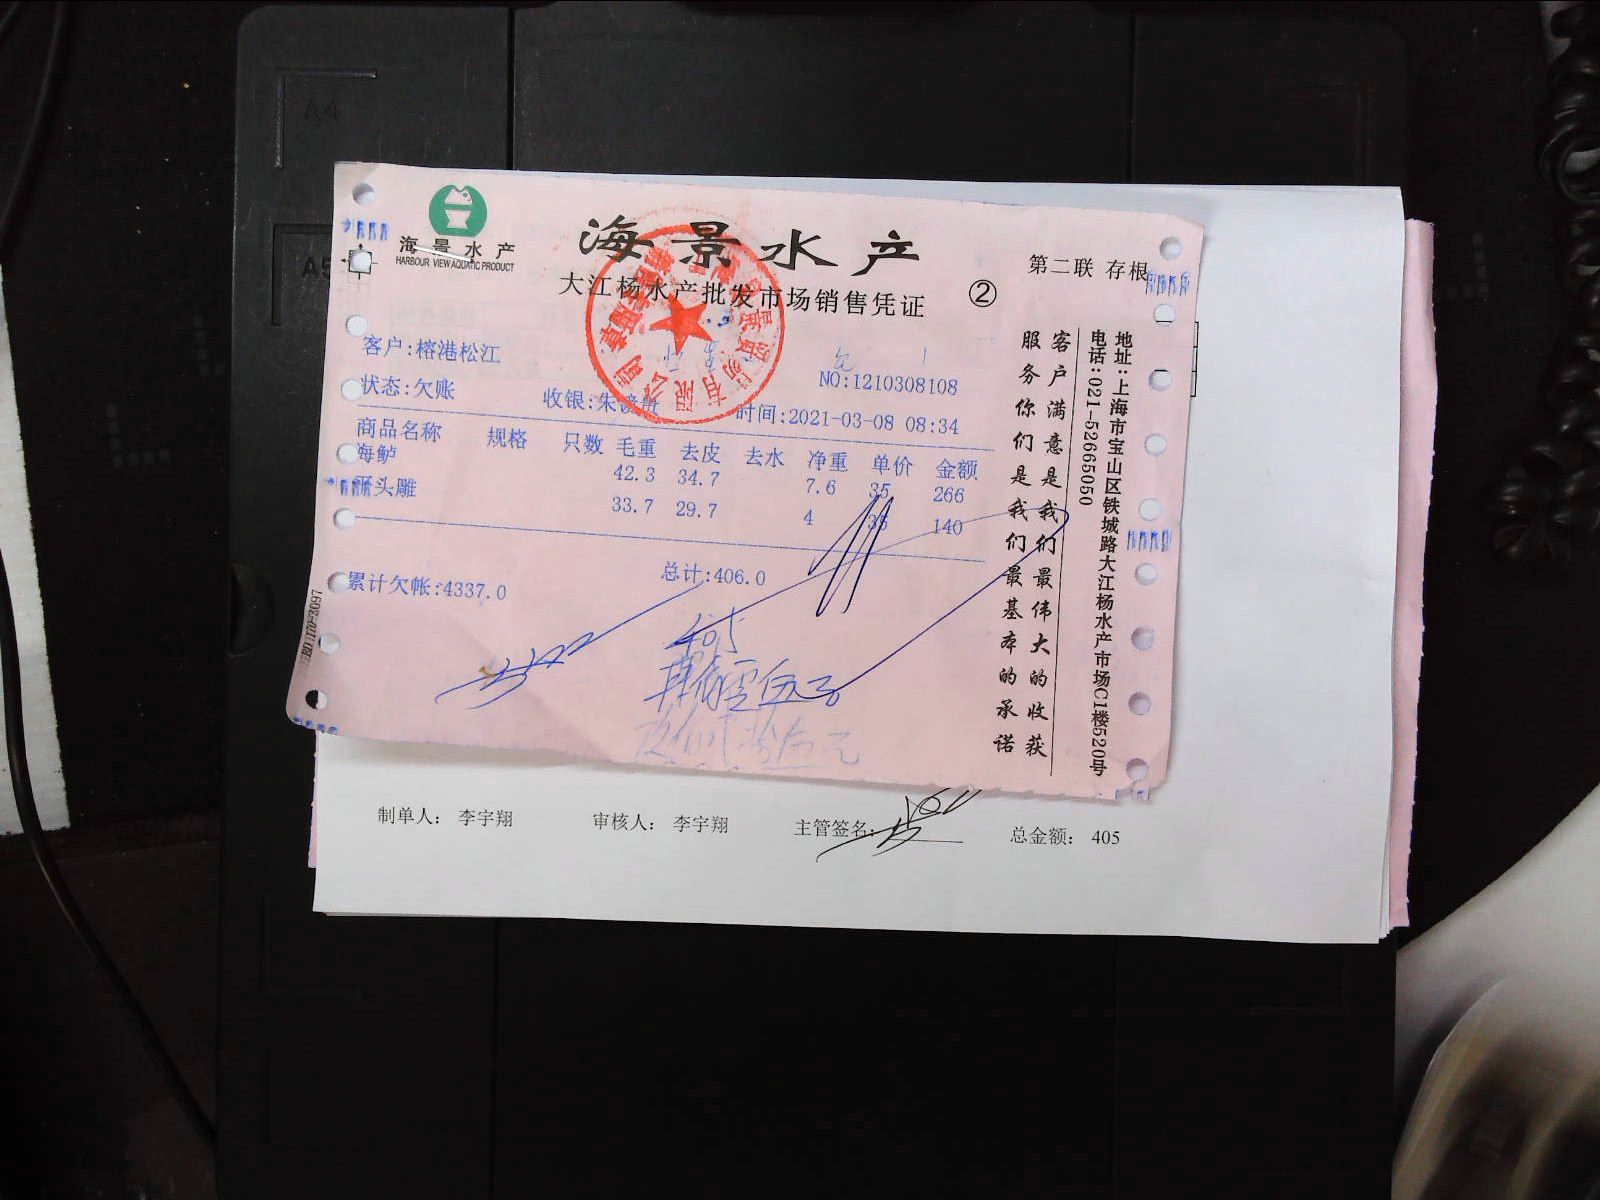 A4
A5
海景水产
HARBOUR VIEW AQUATIC PRODUCT
海景水产
大江杨水产批发市场销售凭证
②
第二联 存根
客户:榕港松江
NO:1210308108
状态:欠账
收银:朱
时间:2021-03-08 08:34
商品名称 规格 只数 毛重 去皮 去水 净重 单价 金额
海鲈 42.3 34.7 7.6 35 266
头雕 33.7 29.7 4 35 140
累计欠帐:4337.0
总计:406.0
405
客户满意是我们最伟大的收获
服务你们是我们最基本的承诺
地址:上海市宝山区铁城路大江杨水产市场C1楼520号
电话:021-52665050
制单人: 李宇翔
审核人: 李宇翔
主管签名:
总金额: 405